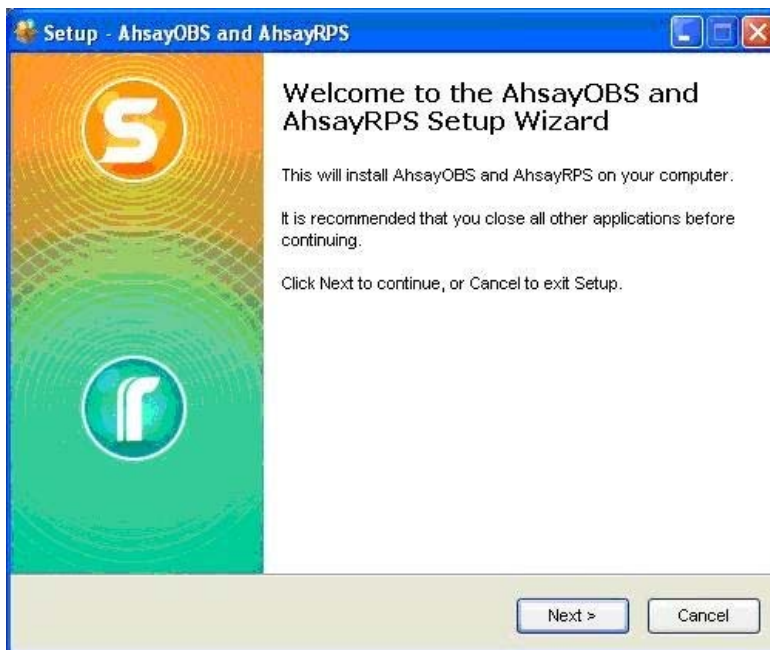 Setup - AhsayOBS and AhsayRPS
S
Welcome to the AhsayOBS and
AhsayRPS Setup Wizard
This will install AhsayOBS and AhsayRPS on your computer.
It is recommended that you close all other applications before
continuing.
Click Next to continue, or Cancel to exit Setup.
r
Next >
Cancel